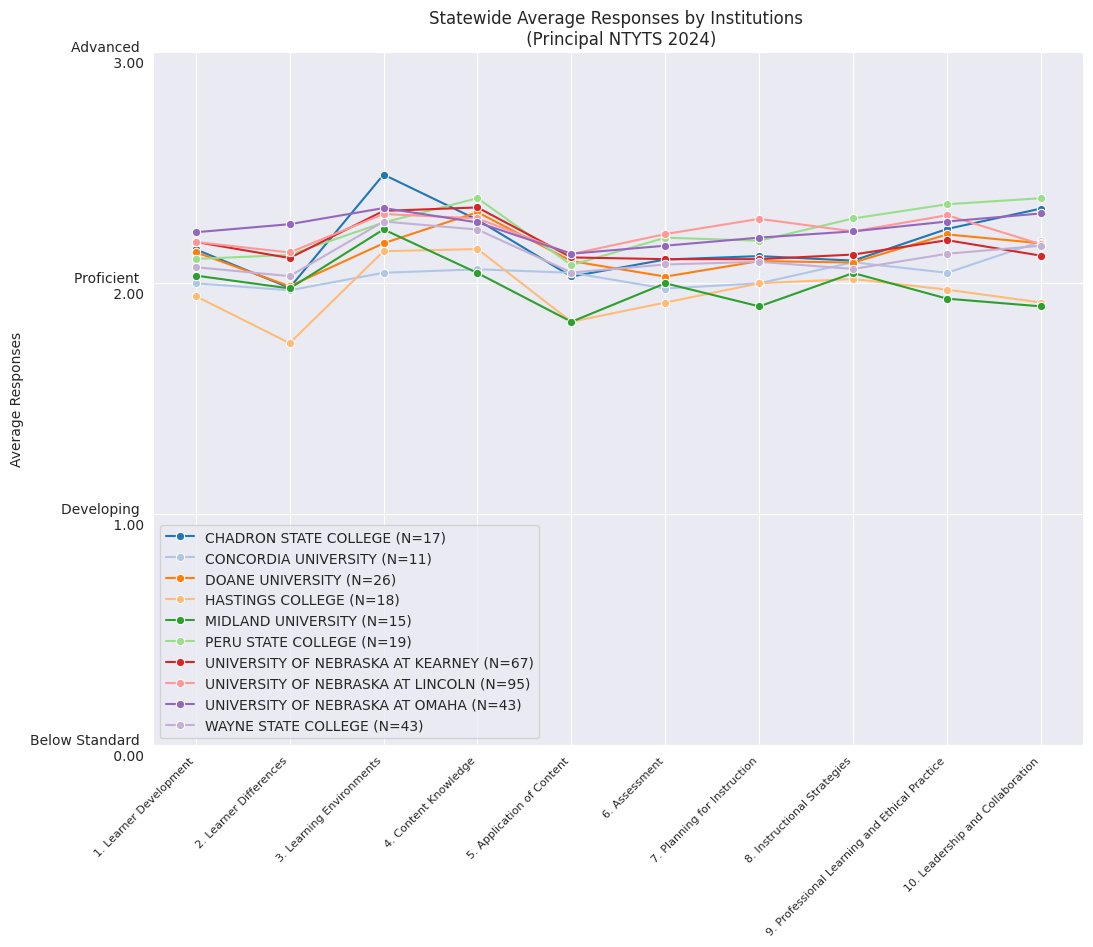 Statewide Average Responses by Institutions
(Principal NTYTS 2024)
Advanced
3.00
Proficient
2.00
Average Responses
Developing
1.00
Below Standard
0.00
CHADRON STATE COLLEGE (N=17)
CONCORDIA UNIVERSITY (N=11)
DOANE UNIVERSITY (N=26)
HASTINGS COLLEGE (N=18)
MIDLAND UNIVERSITY (N=15)
PERU STATE COLLEGE (N=19)
UNIVERSITY OF NEBRASKA AT KEARNEY (N=67)
UNIVERSITY OF NEBRASKA AT LINCOLN (N=95)
UNIVERSITY OF NEBRASKA AT OMAHA (N=43)
WAYNE STATE COLLEGE (N=43)
1. Learner Development
2. Learner Differences
3. Learning Environments
4. Content Knowledge
5. Application of Content
6. Assessment
7. Planning for Instruction
8. Instructional Strategies
9. Professional Learning and Ethical Practice
10. Leadership and Collaboration